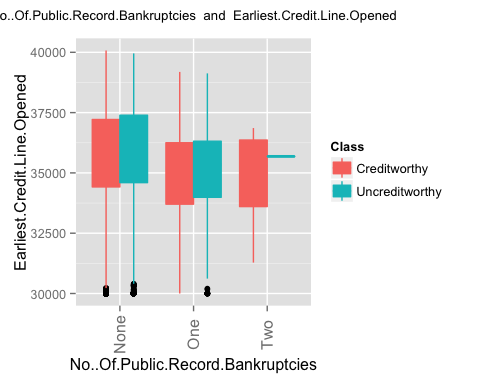 o..Of.Public.Record.Bankruptcies and Earliest.Credit.Line.Opened
40000
37500
35000
32500
30000
Earliest.Credit.Line.Opened
None
One
Two
No..Of.Public.Record.Bankruptcies
Class
Creditworthy
Uncreditworthy